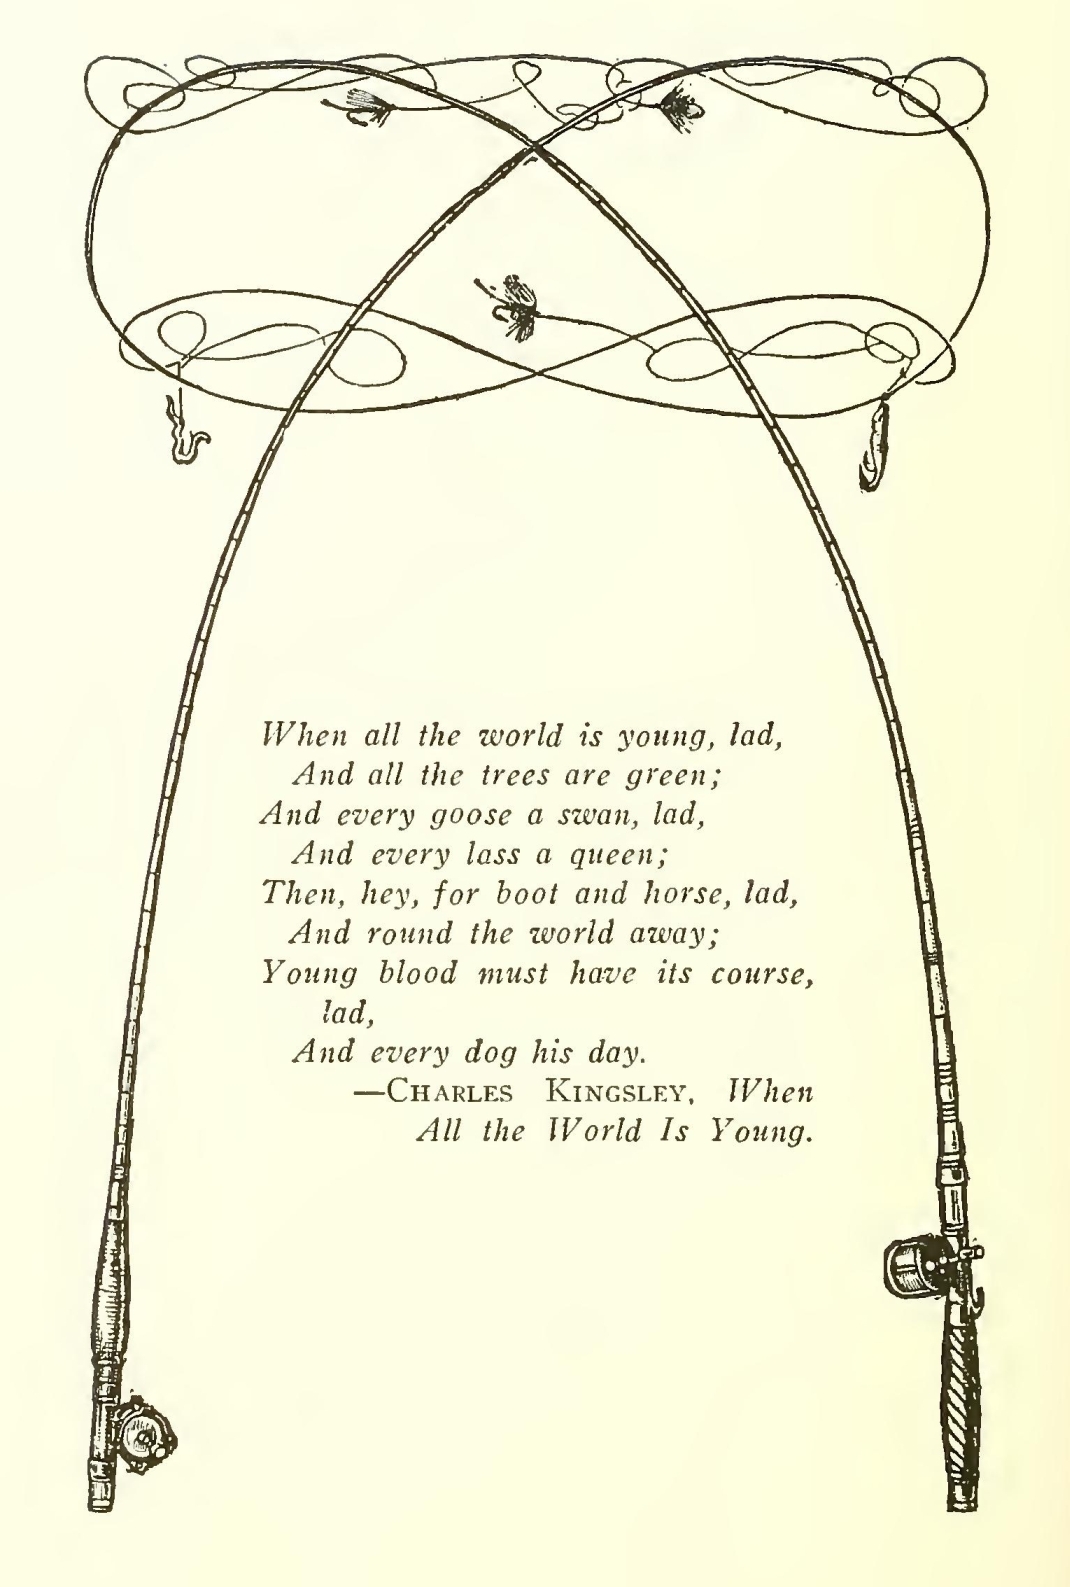 When all the world is young, lad,
And all the trees are green;
And every goose a swan, lad,
And every lass a queen;
Then, hey, for boot and horse, lad,
And round the world away;
Young blood must have its course,
lad,
And every dog his day.
—CHARLES KINGSLEY, When
All the World Is Young.